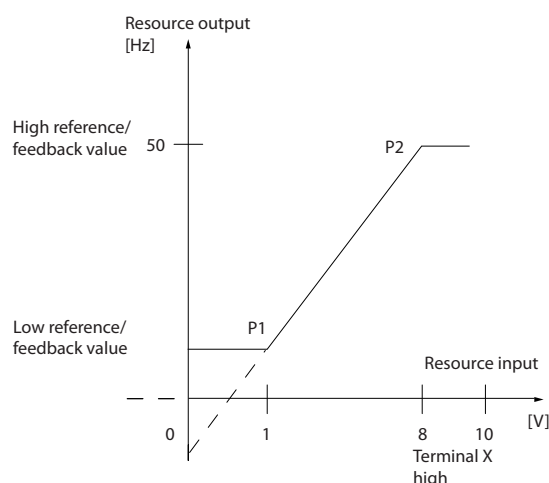 Resource output
[Hz]
High reference/
feedback value
50
P2
Low reference/
feedback value
P1
Resource input
[V]
0
1
8
10
Terminal X
high